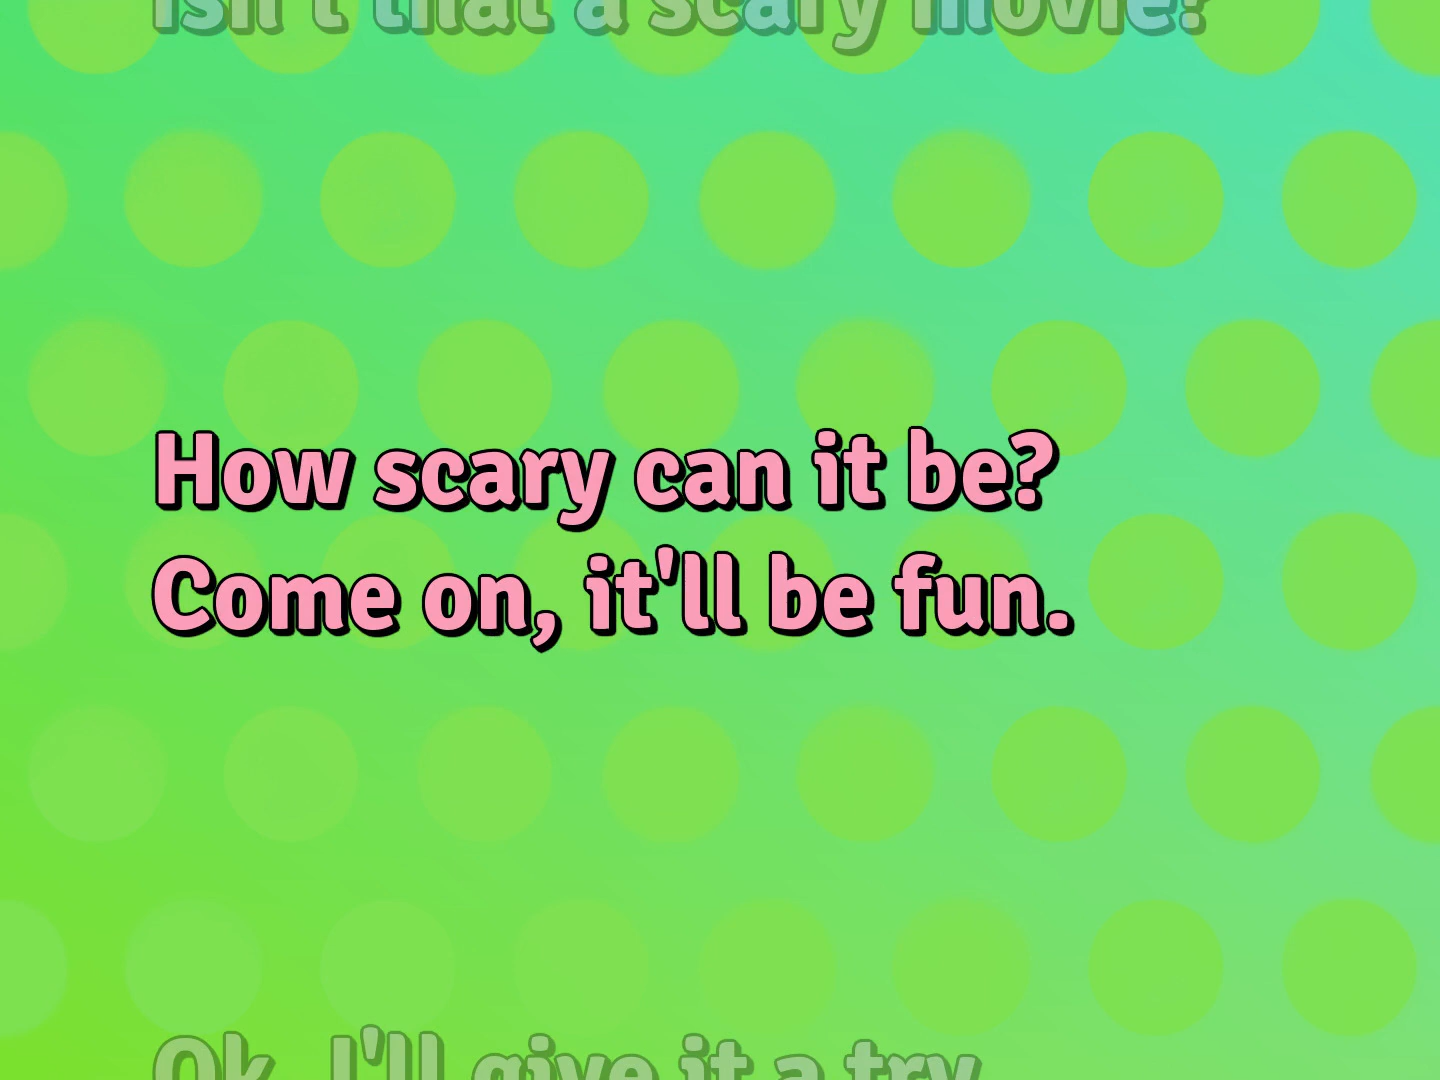 Isn't that a scary movie?
How scary can it be?
Come on, it'll be fun.
Ok, I'll give it a try